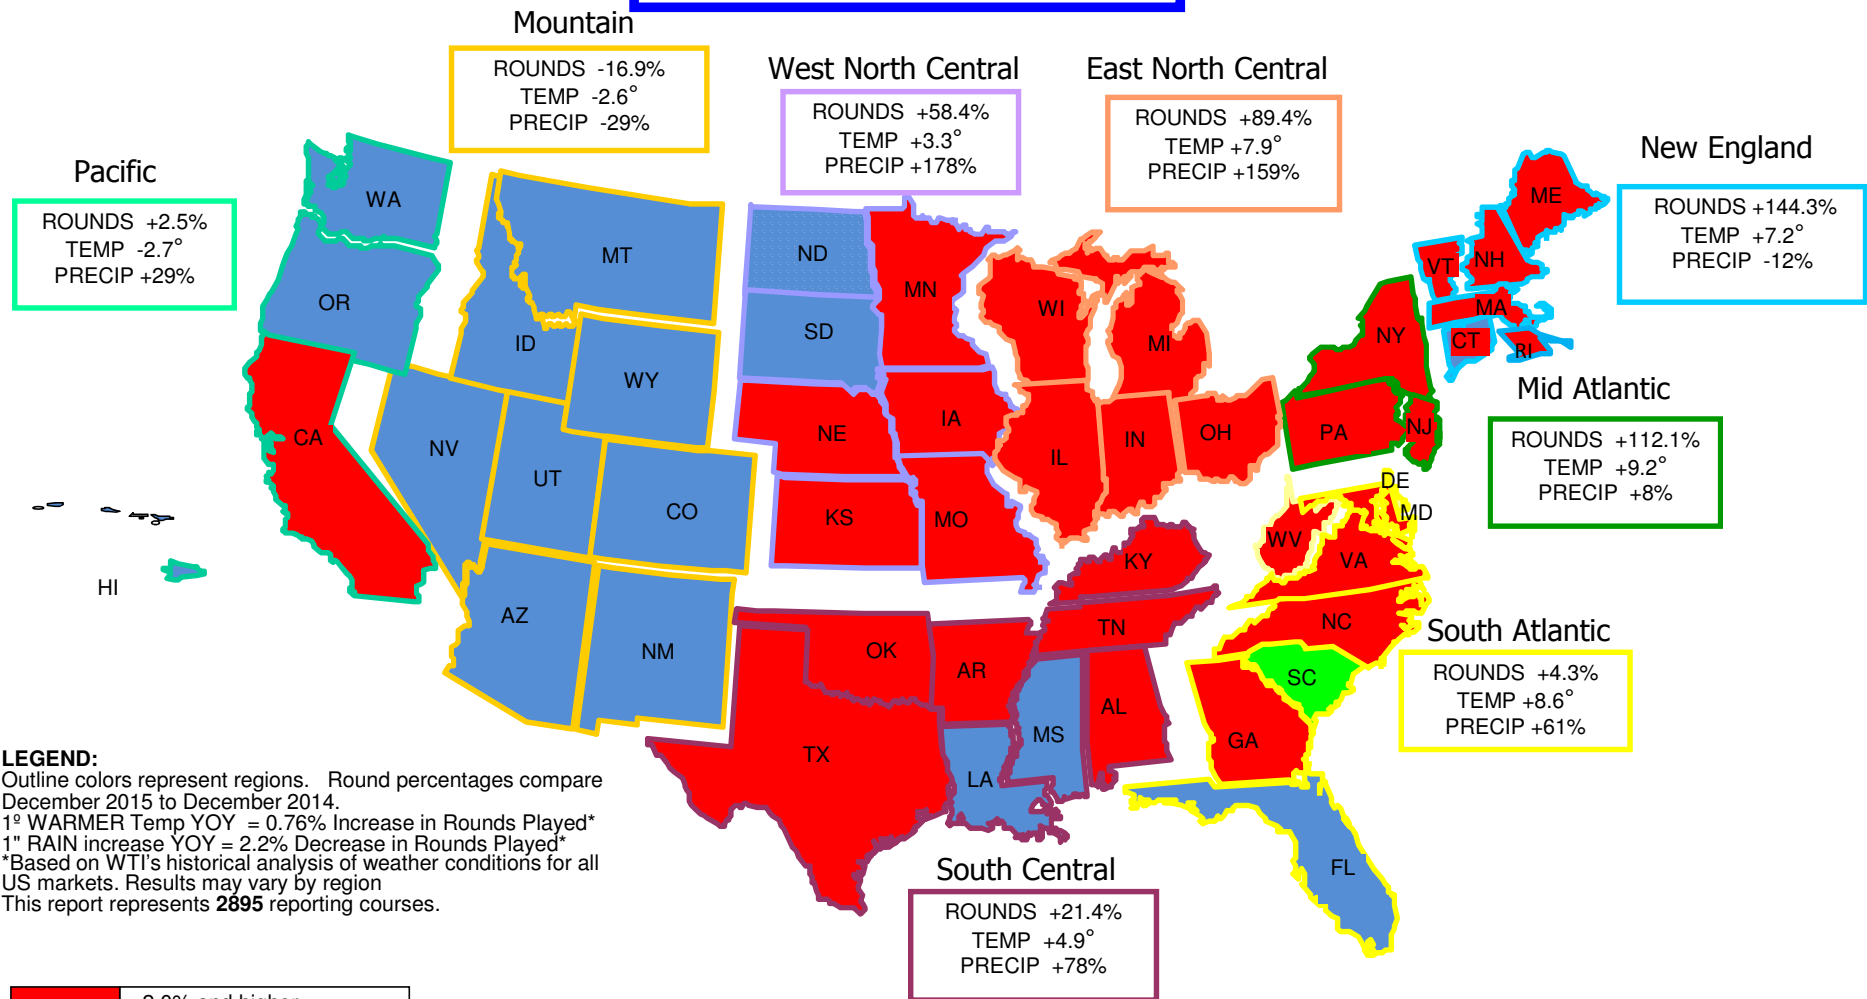 Mountain
ROUNDS -16.9%
TEMP -2.6°
PRECIP -29%
West North Central
ROUNDS +58.4%
TEMP +3.3°
PRECIP +178%
East North Central
ROUNDS +89.4%
TEMP +7.9°
PRECIP +159%
New England
ROUNDS +144.3%
TEMP +7.2°
PRECIP -12%
Pacific
ROUNDS +2.5%
TEMP -2.7°
PRECIP +29%
Mid Atlantic
ROUNDS +112.1%
TEMP +9.2°
PRECIP +8%
South Atlantic
ROUNDS +4.3%
TEMP +8.6°
PRECIP +61%
South Central
ROUNDS +21.4%
TEMP +4.9°
PRECIP +78%
WA
OR
CA
HI
MT
ID
WY
NV
UT
CO
AZ
NM
ND
SD
MN
NE
IA
KS
MO
WI
MI
IL
IN
OH
ME
VT
NH
MA
CT
RI
NY
PA
NJ
DE
MD
WV
VA
NC
SC
GA
FL
KY
TN
OK
AR
TX
LA
MS
AL
LEGEND:
Outline colors represent regions. Round percentages compare
December 2015 to December 2014.
1º WARMER Temp YOY = 0.76% Increase in Rounds Played*
1" RAIN increase YOY = 2.2% Decrease in Rounds Played*
*Based on WTI's historical analysis of weather conditions for all
US markets. Results may vary by region
This report represents 2895 reporting courses.
and higher